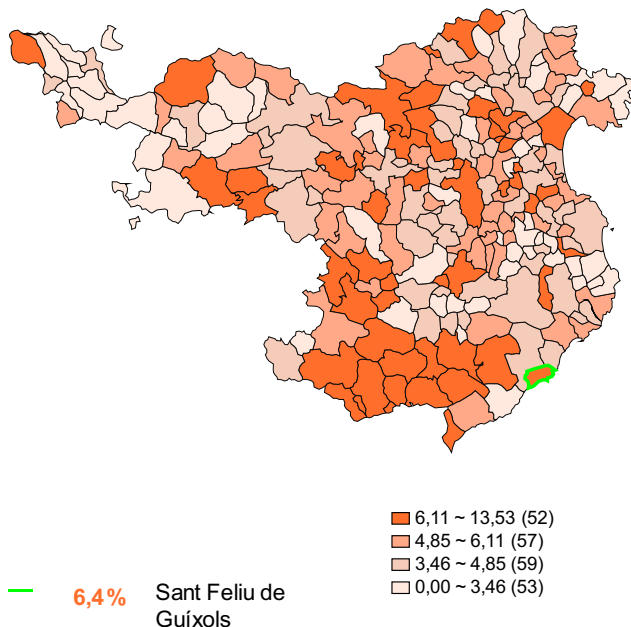 6,11 ~ 13,53 (52)
4,85 ~ 6,11 (57)
3,46 ~ 4,85 (59)
0,00 ~ 3,46 (53)
6,4% Sant Feliu de
Guíxols